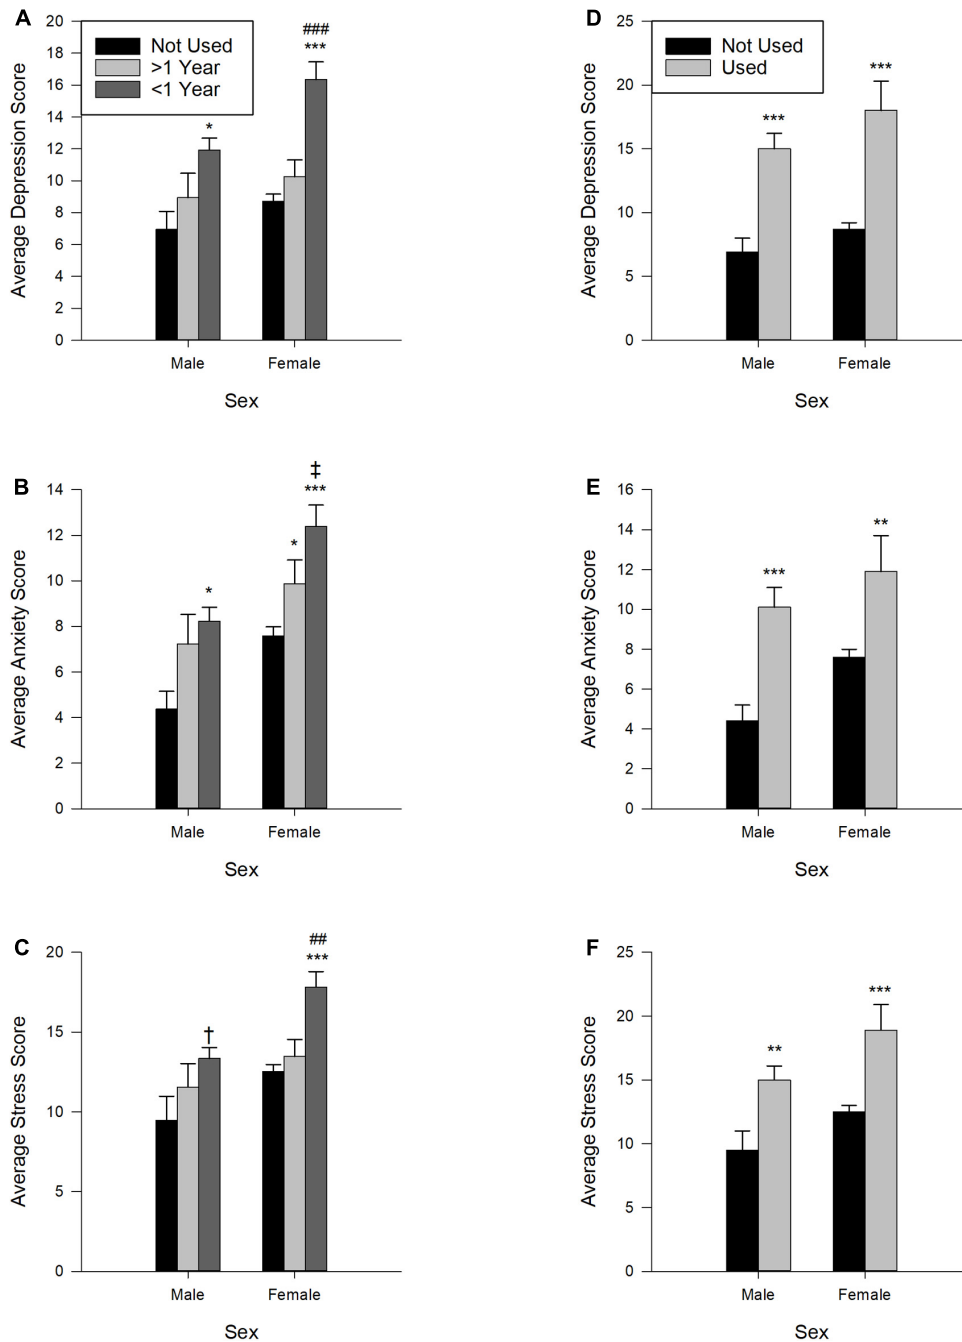 A
Average Depression Score
20
18
16
14
12
10
8
6
4
2
0
Not Used
>1 Year
<1 Year
*
###
***
Male
Female
Sex
D
Average Depression Score
25
20
15
10
5
0
Not Used
Used
***
***
Male
Female
Sex
B
Average Anxiety Score
14
12
10
8
6
4
2
0
*
*
‡
***
Male
Female
Sex
E
Average Anxiety Score
16
14
12
10
8
6
4
2
0
***
**
Male
Female
Sex
C
Average Stress Score
20
15
10
5
0
†
##
***
Male
Female
Sex
F
Average Stress Score
25
20
15
10
5
0
**
***
Male
Female
Sex